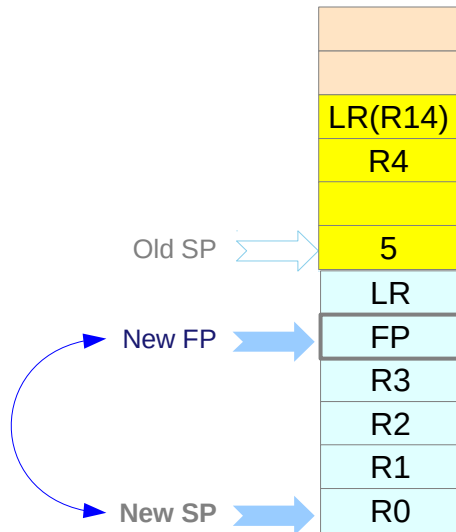 LR(R14)
R4
Old SP
5
LR
New FP
FP
R3
R2
R1
New SP
R0